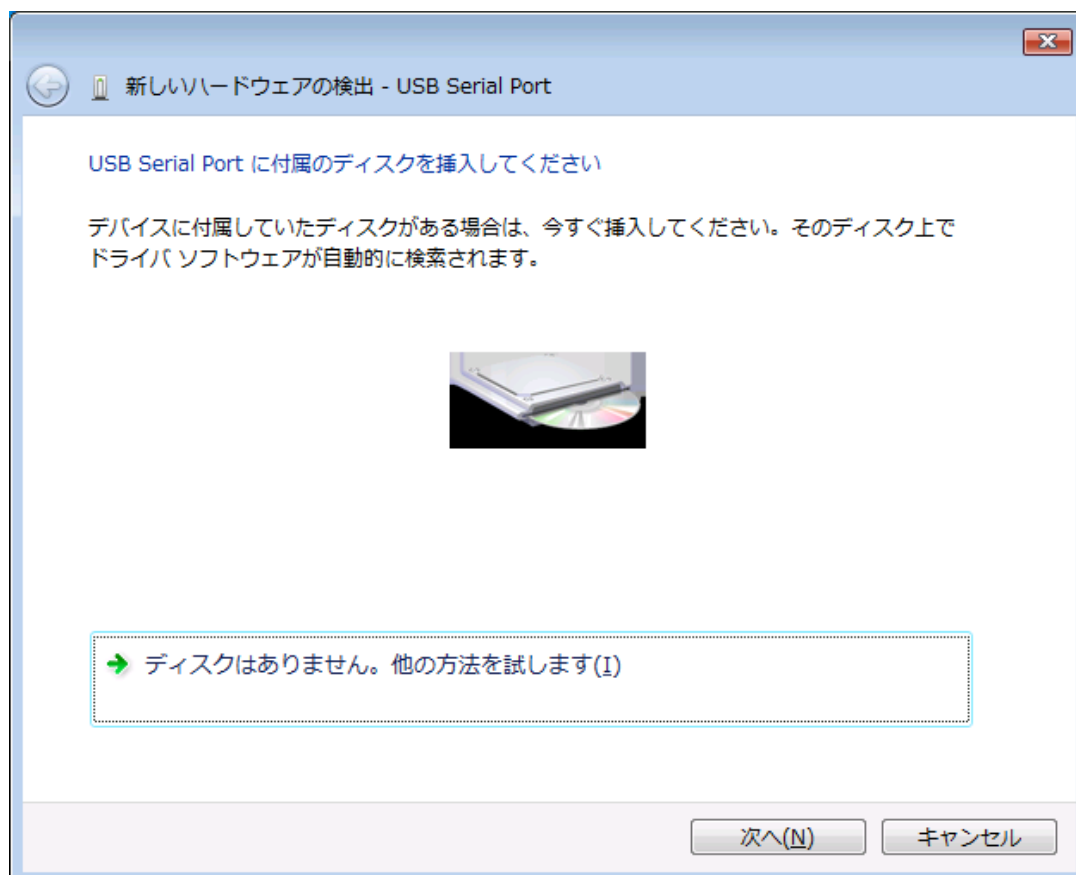 新しいハードウェアの検出 - USB Serial Port
USB Serial Port に付属のディスクを挿入してください
デバイスに付属していたディスクがある場合は、今すぐ挿入してください。そのディスク上で
ドライバ ソフトウェアが自動的に検索されます。
ディスクはありません。他の方法を試します(I)
次へ(N) キャンセル